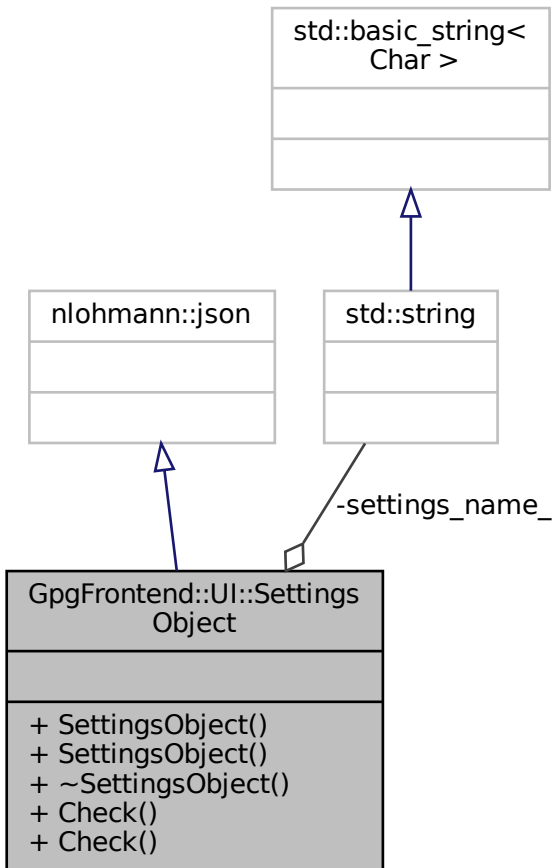 std::basic_string<
Char >
nlohmann::json
std::string
-settings_name_
GpgFrontend::UI::Settings
Object
+ SettingsObject()
+ SettingsObject()
+ ~SettingsObject()
+ Check()
+ Check()